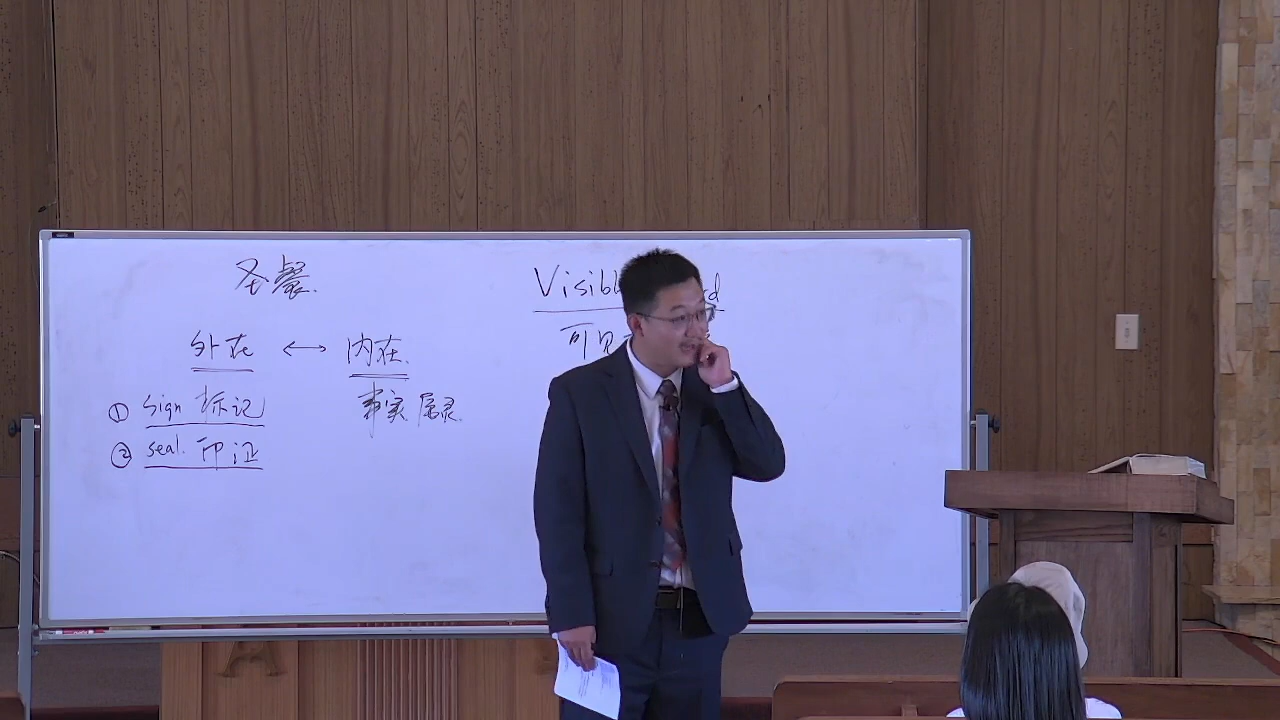 圣餐.
外在 ↔ 内在.
① sign 标记 事实 属灵.
② seal. 印证
Visib
可见